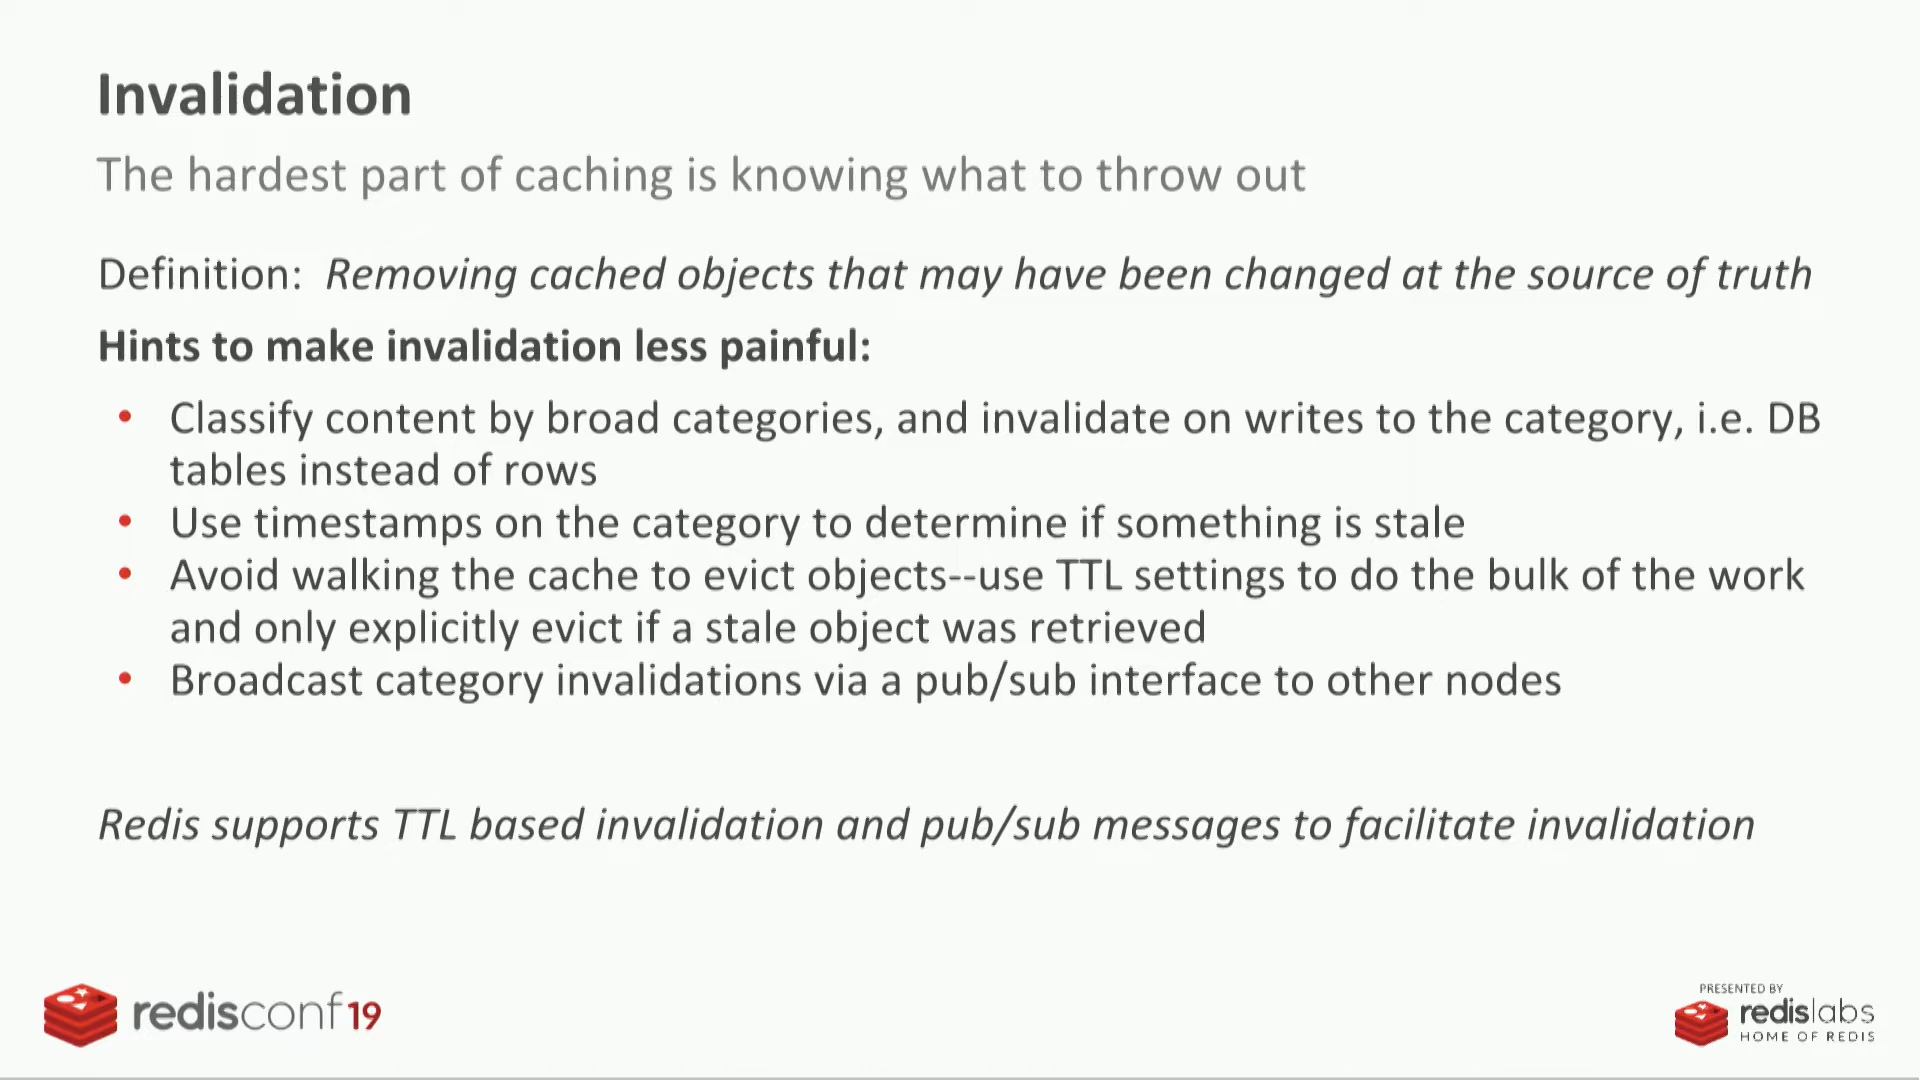 Invalidation
The hardest part of caching is knowing what to throw out
Definition: Removing cached objects that may have been changed at the source of truth
Hints to make invalidation less painful:
• Classify content by broad categories, and invalidate on writes to the category, i.e. DB
tables instead of rows
• Use timestamps on the category to determine if something is stale
• Avoid walking the cache to evict objects--use TTL settings to do the bulk of the work
and only explicitly evict if a stale object was retrieved
• Broadcast category invalidations via a pub/sub interface to other nodes
Redis supports TTL based invalidation and pub/sub messages to facilitate invalidation
redisconf19
PRESENTED BY
redislabs
HOME OF REDIS